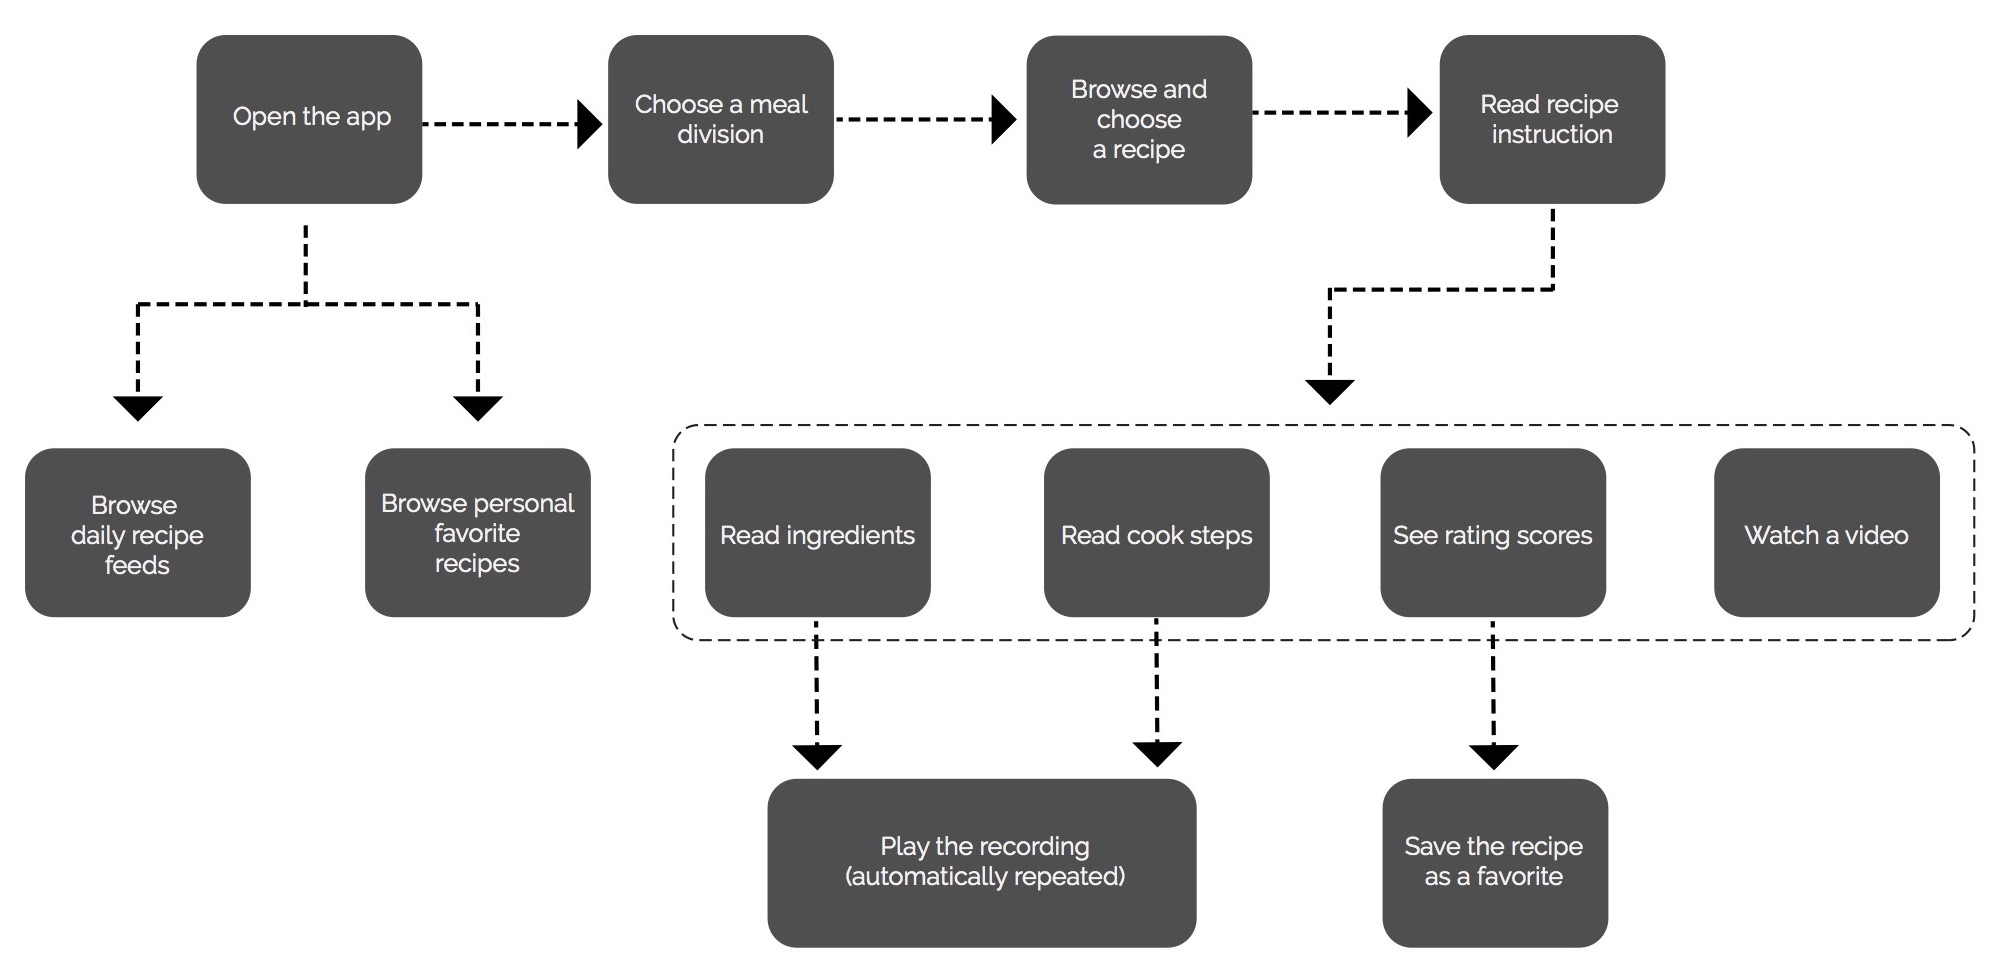 Open the app
Choose a meal
division
Browse and
choose
a recipe
Read recipe
instruction
Browse
daily recipe
feeds
Browse personal
favorite
recipes
Read ingredients
Read cook steps
See rating scores
Watch a video
Play the recording
(automatically repeated)
Save the recipe
as a favorite